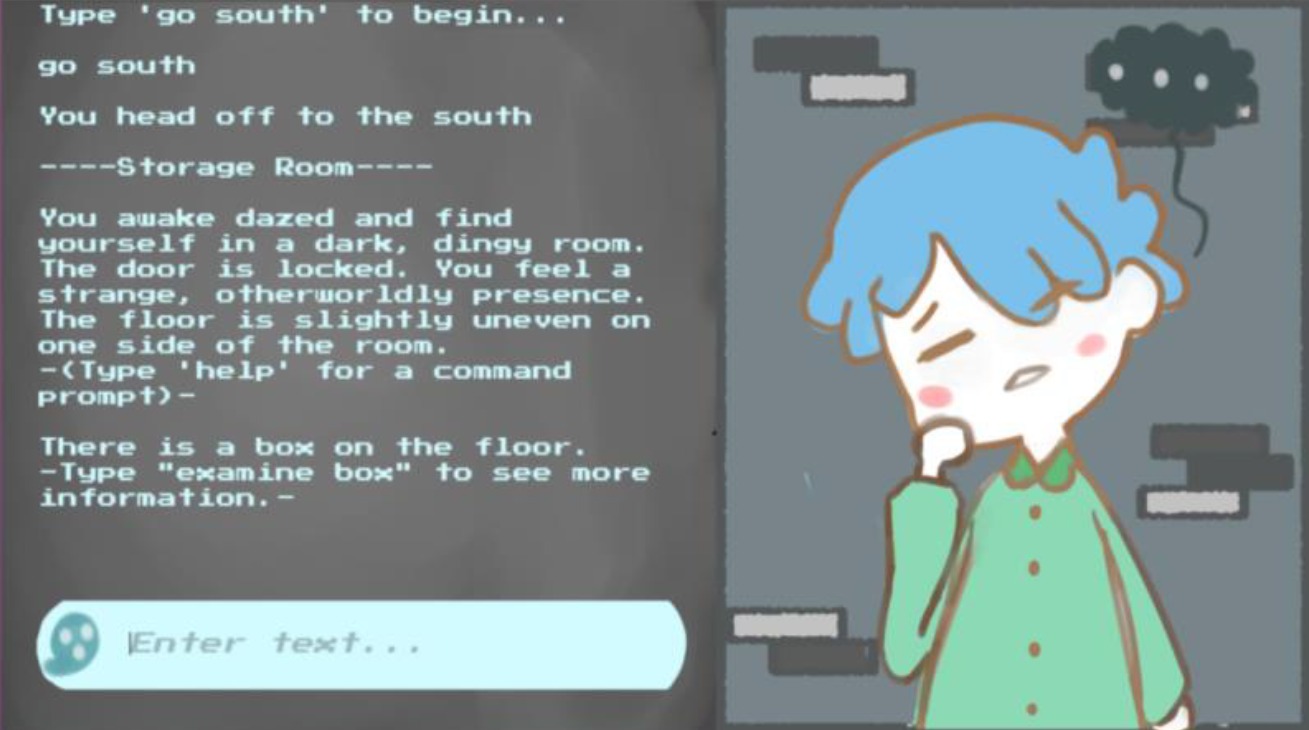 Type 'go south' to begin...
go south
You head off to the south
----Storage Room----
You awake dazed and find
yourself in a dark, dingy room.
The door is locked. You feel a
strange, otherworldly presence.
The floor is slightly uneven on
one side of the room.
-(Type 'help' for a command
prompt)-
There is a box on the floor.
-Type "examine box" to see more
information.-
Enter text...